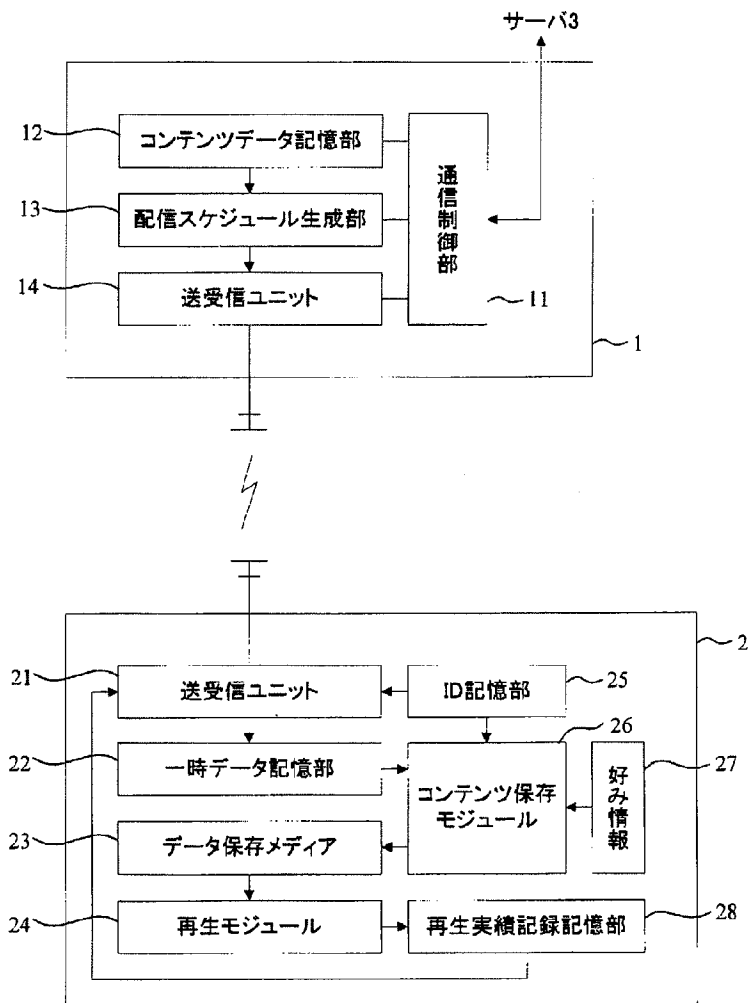 サーバ3
12
コンテンツデータ記憶部
13
配信スケジュール生成部
14
送受信ユニット
通信制御部
11
1
2
21
送受信ユニット
ID記憶部
25
22
一時データ記憶部
26
コンテンツ保存
モジュール
27
好み情報
23
データ保存メディア
24
再生モジュール
再生実績記録記憶部
28